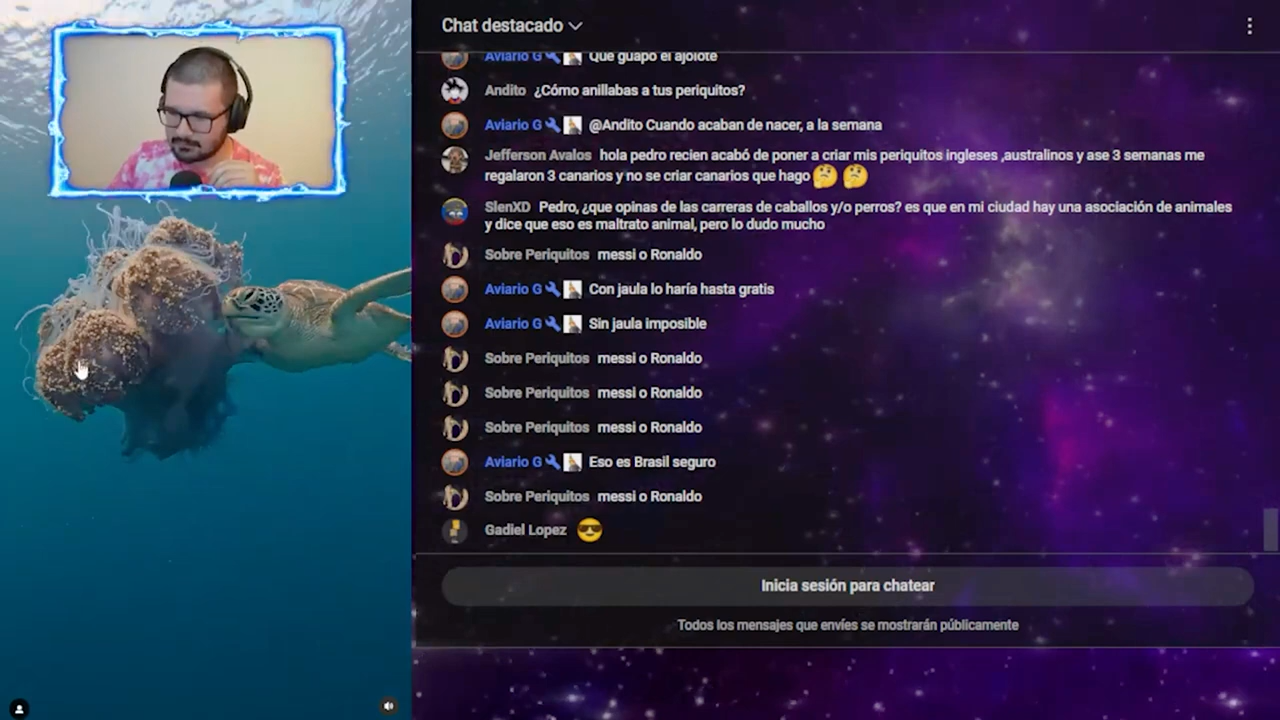 Chat destacado
Aviario G Que guapo el ajolote
Andito ¿Cómo anillabas a tus periquitos?
Aviario G @Andito Cuando acaban de nacer, a la semana
Jefferson Avalos hola pedro recien acabó de poner a criar mis periquitos ingleses ,australinos y ase 3 semanas me
regalaron 3 canarios y no se criar canarios que hago 🤔 🤔
SlenXD Pedro, ¿que opinas de las carreras de caballos y/o perros? es que en mi ciudad hay una asociación de animales
y dice que eso es maltrato animal, pero lo dudo mucho
Sobre Periquitos messi o Ronaldo
Aviario G Con jaula lo haría hasta gratis
Aviario G Sin jaula imposible
Sobre Periquitos messi o Ronaldo
Sobre Periquitos messi o Ronaldo
Sobre Periquitos messi o Ronaldo
Aviario G Eso es Brasil seguro
Sobre Periquitos messi o Ronaldo
Gadiel Lopez 😎
Inicia sesión para chatear
Todos los mensajes que envíes se mostrarán públicamente